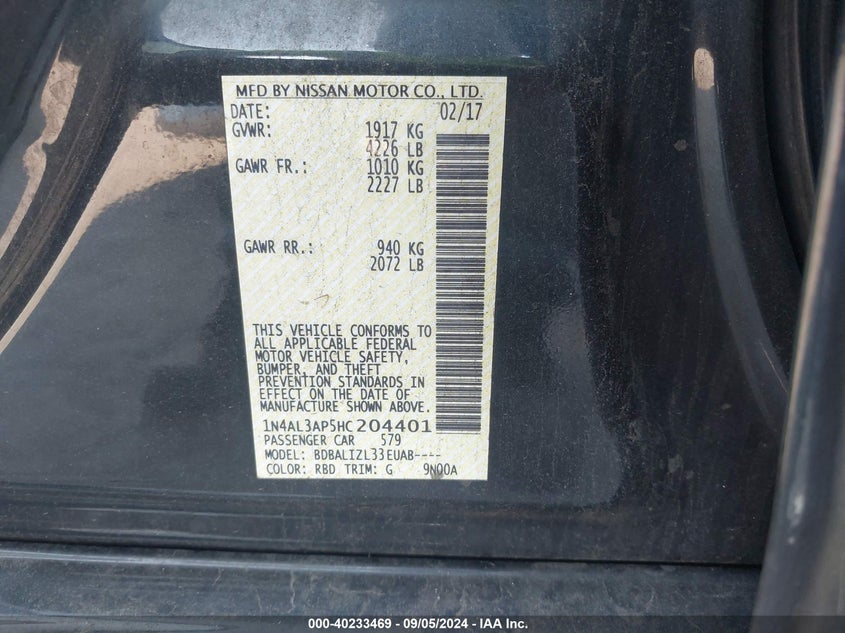 MFD BY NISSAN MOTOR CO., LTD.
DATE: 02/17
GVWR: 1917 KG
4226 LB
GAWR FR.: 1010 KG
2227 LB
GAWR RR.: 940 KG
2072 LB
THIS VEHICLE CONFORMS TO
ALL APPLICABLE FEDERAL
MOTOR VEHICLE SAFETY,
BUMPER, AND THEFT
PREVENTION STANDARDS IN
EFFECT ON THE DATE OF
MANUFACTURE SHOWN ABOVE.
1N4AL3AP5HC204401
PASSENGER CAR 579
MODEL: BDBALIZL33EUAB----
COLOR: RBD TRIM: G 9N00A
000-40233469 - 09/05/2024 - IAA Inc.